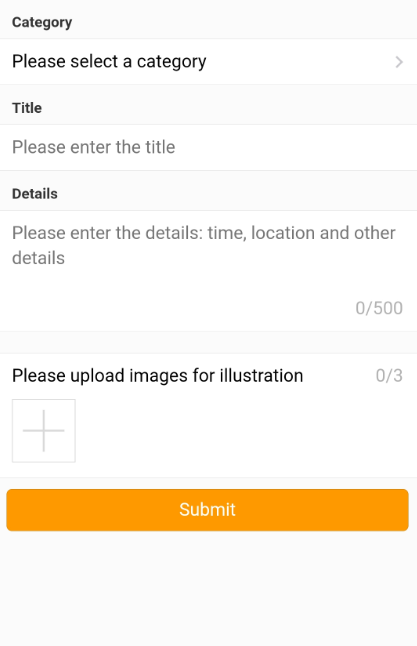 Category
Please select a category
Title
Please enter the title
Details
Please enter the details: time, location and other
details
0/500
Please upload images for illustration 0/3
Submit